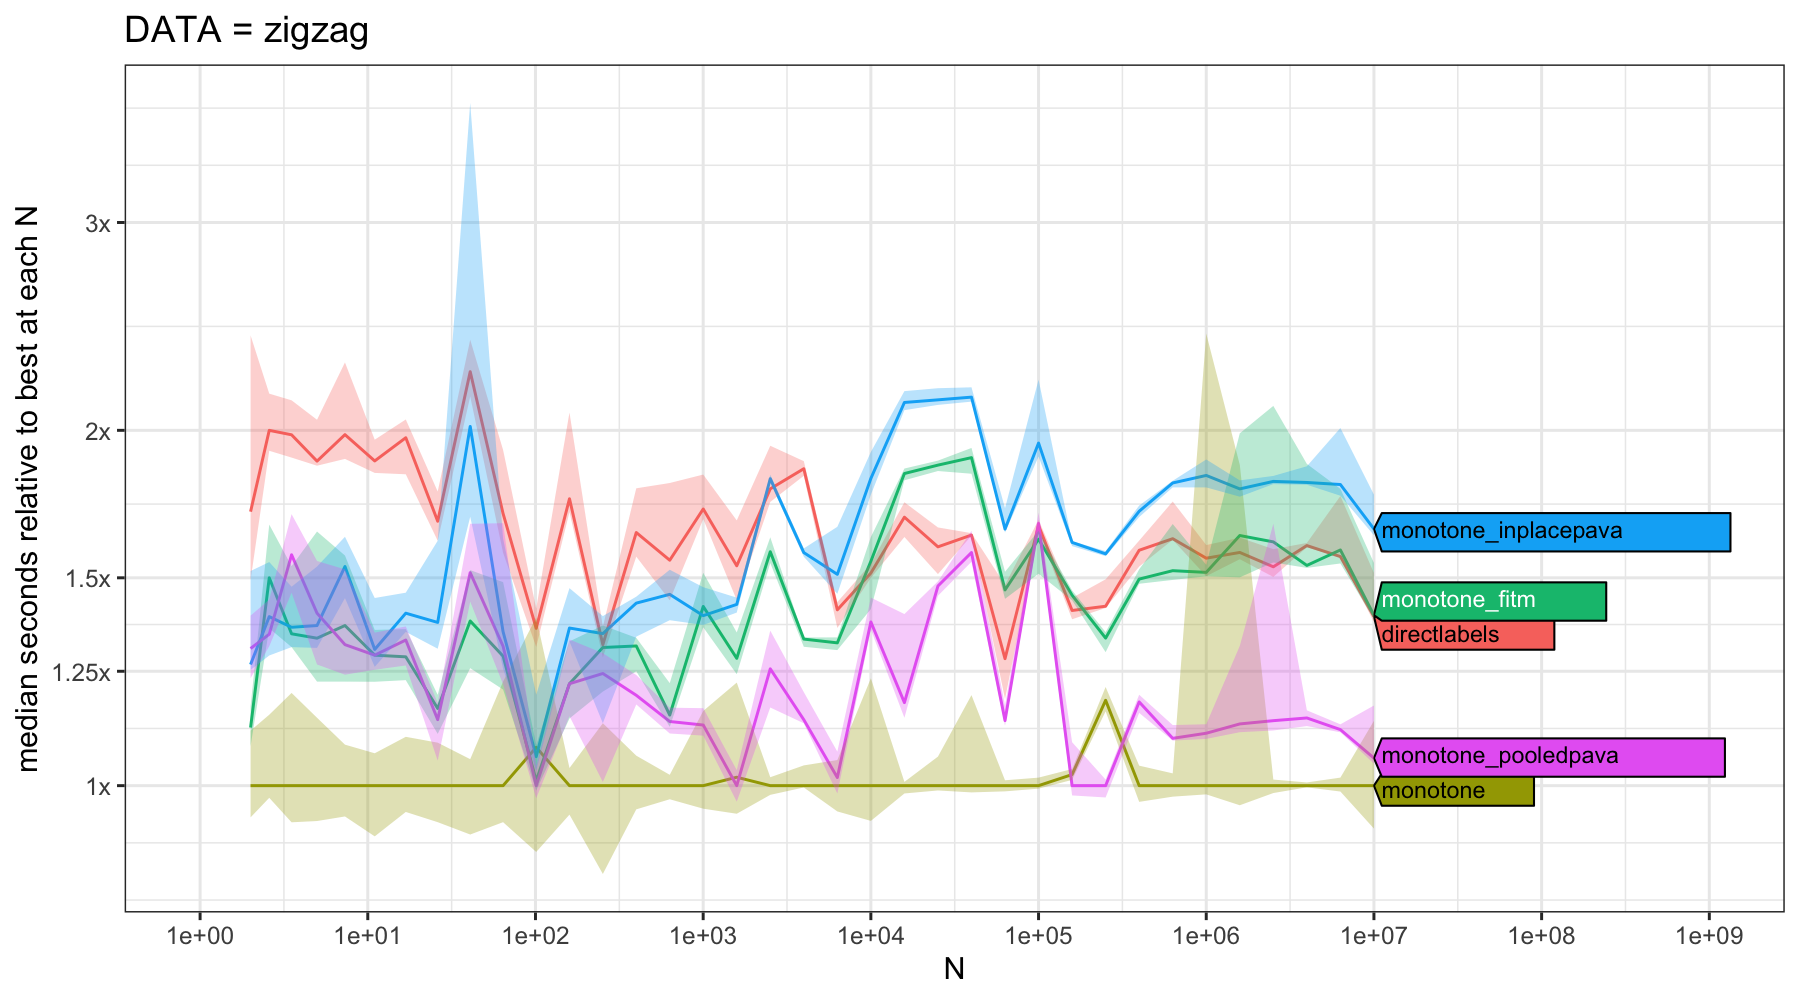 DATA = zigzag
median seconds relative to best at each N
3x
2x
1.5x
1.25x
1x
monotone_inplacepava
monotone_fitm
directlabels
monotone_pooledpava
monotone
1e+00 1e+01 1e+02 1e+03 1e+04 1e+05 1e+06 1e+07 1e+08 1e+09
N